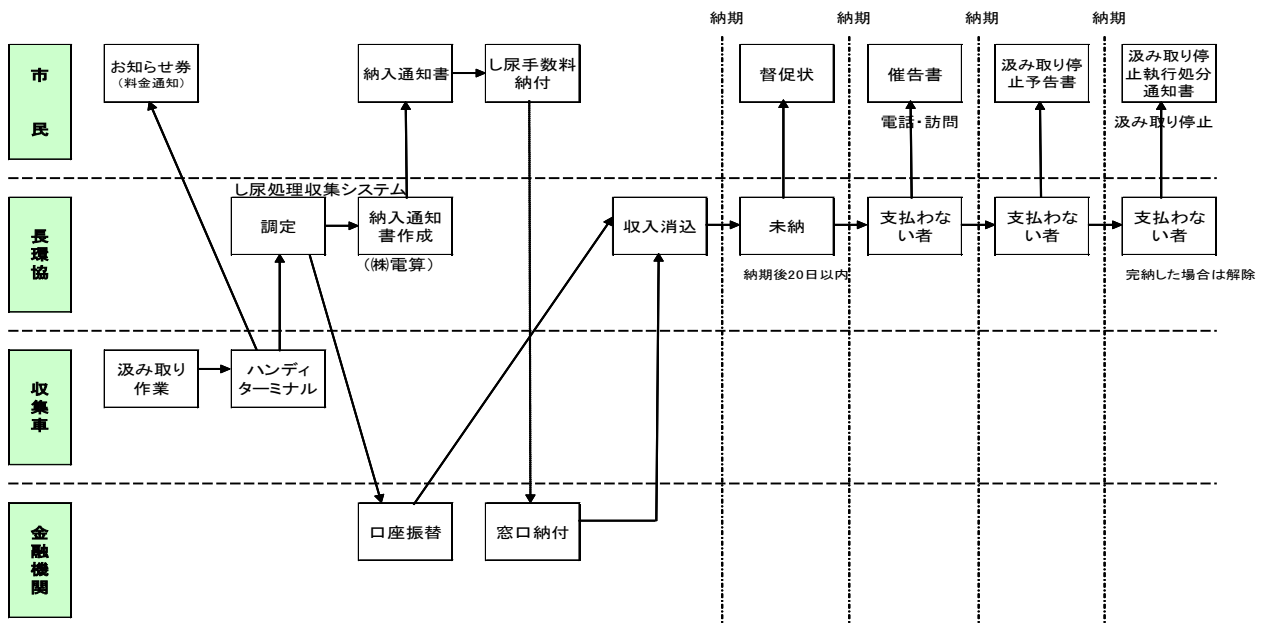 納期
納期
納期
納期
市
民
お知らせ券
(料金通知)
納入通知書
し尿手数料
納付
督促状
催告書
電話・訪問
汲み取り停
止予告書
汲み取り停
止執行処分
通知書
汲み取り停止
長
環
協
し尿処理収集システム
調定
納入通知
書作成
(㈱電算)
収入消込
未納
納期後20日以内
支払わな
い者
支払わな
い者
支払わな
い者
完納した場合は解除
収
集
車
汲み取り
作業
ハンディ
ターミナル
金
融
機
関
口座振替
窓口納付